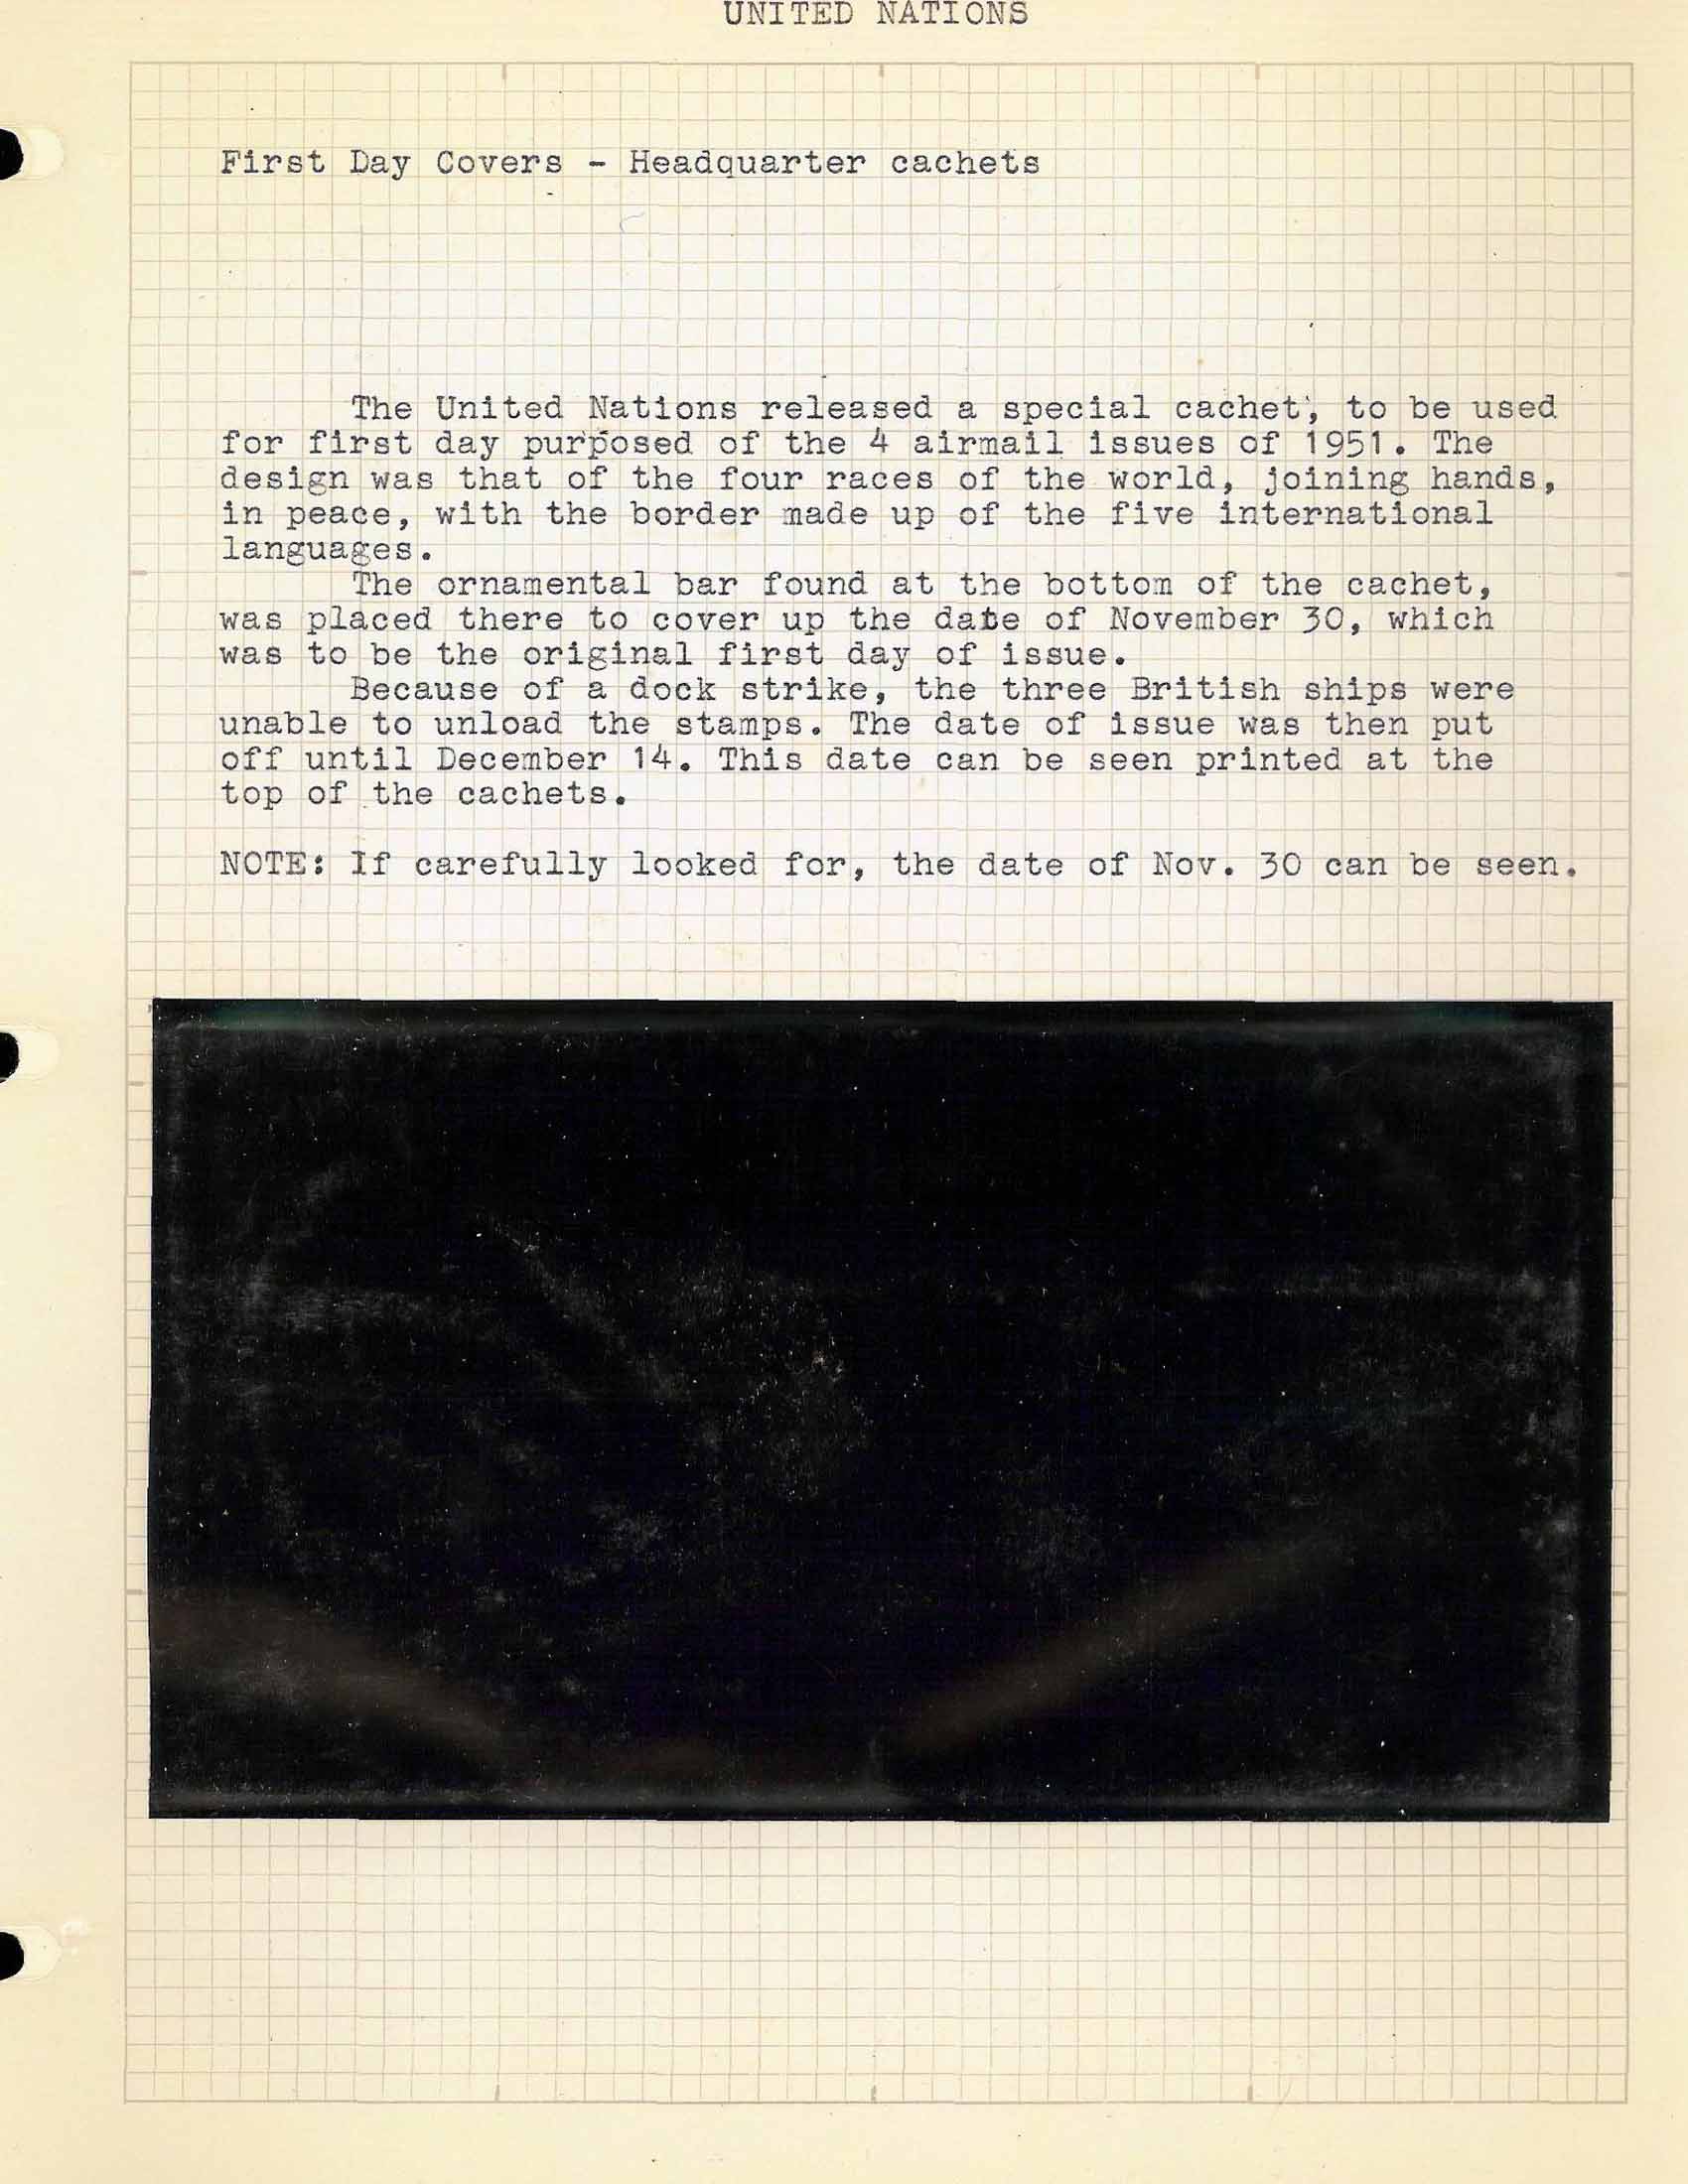 UNITED NATIONS
First Day Covers - Headquarter cachets
The United Nations released a special cachet, to be used
for first day purposed of the 4 airmail issues of 1951. The
design was that of the four races of the world, joining hands,
in peace, with the border made up of the five international
languages.
The ornamental bar found at the bottom of the cachet,
was placed there to cover up the date of November 30, which
was to be the original first day of issue.
Because of a dock strike, the three British ships were
unable to unload the stamps. The date of issue was then put
off until December 14. This date can be seen printed at the
top of the cachets.
NOTE: If carefully looked for, the date of Nov. 30 can be seen.